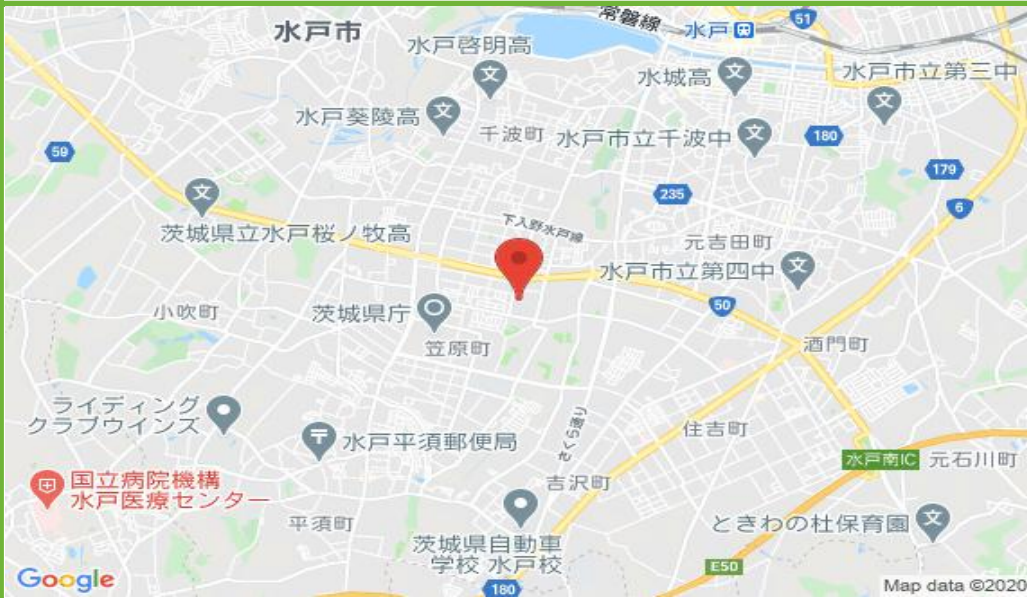 常磐線
水戸
51
水戸市
水戸啓明高
水城高
水戸市立第三中
水戸葵陵高
千波町
水戸市立千波中
180
59
179
235
6
下入野水戸線
茨城県立水戸桜ノ牧高
元吉田町
水戸市立第四中
小吹町
茨城県庁
50
笠原町
酒門町
ライディング
クラブウインズ
さくら通り
住吉町
水戸平須郵便局
水戸南IC
元石川町
国立病院機構
水戸医療センター
吉沢町
平須町
ときわの杜保育園
茨城県自動車
学校 水戸校
E50
Google
180
Map data ©2020